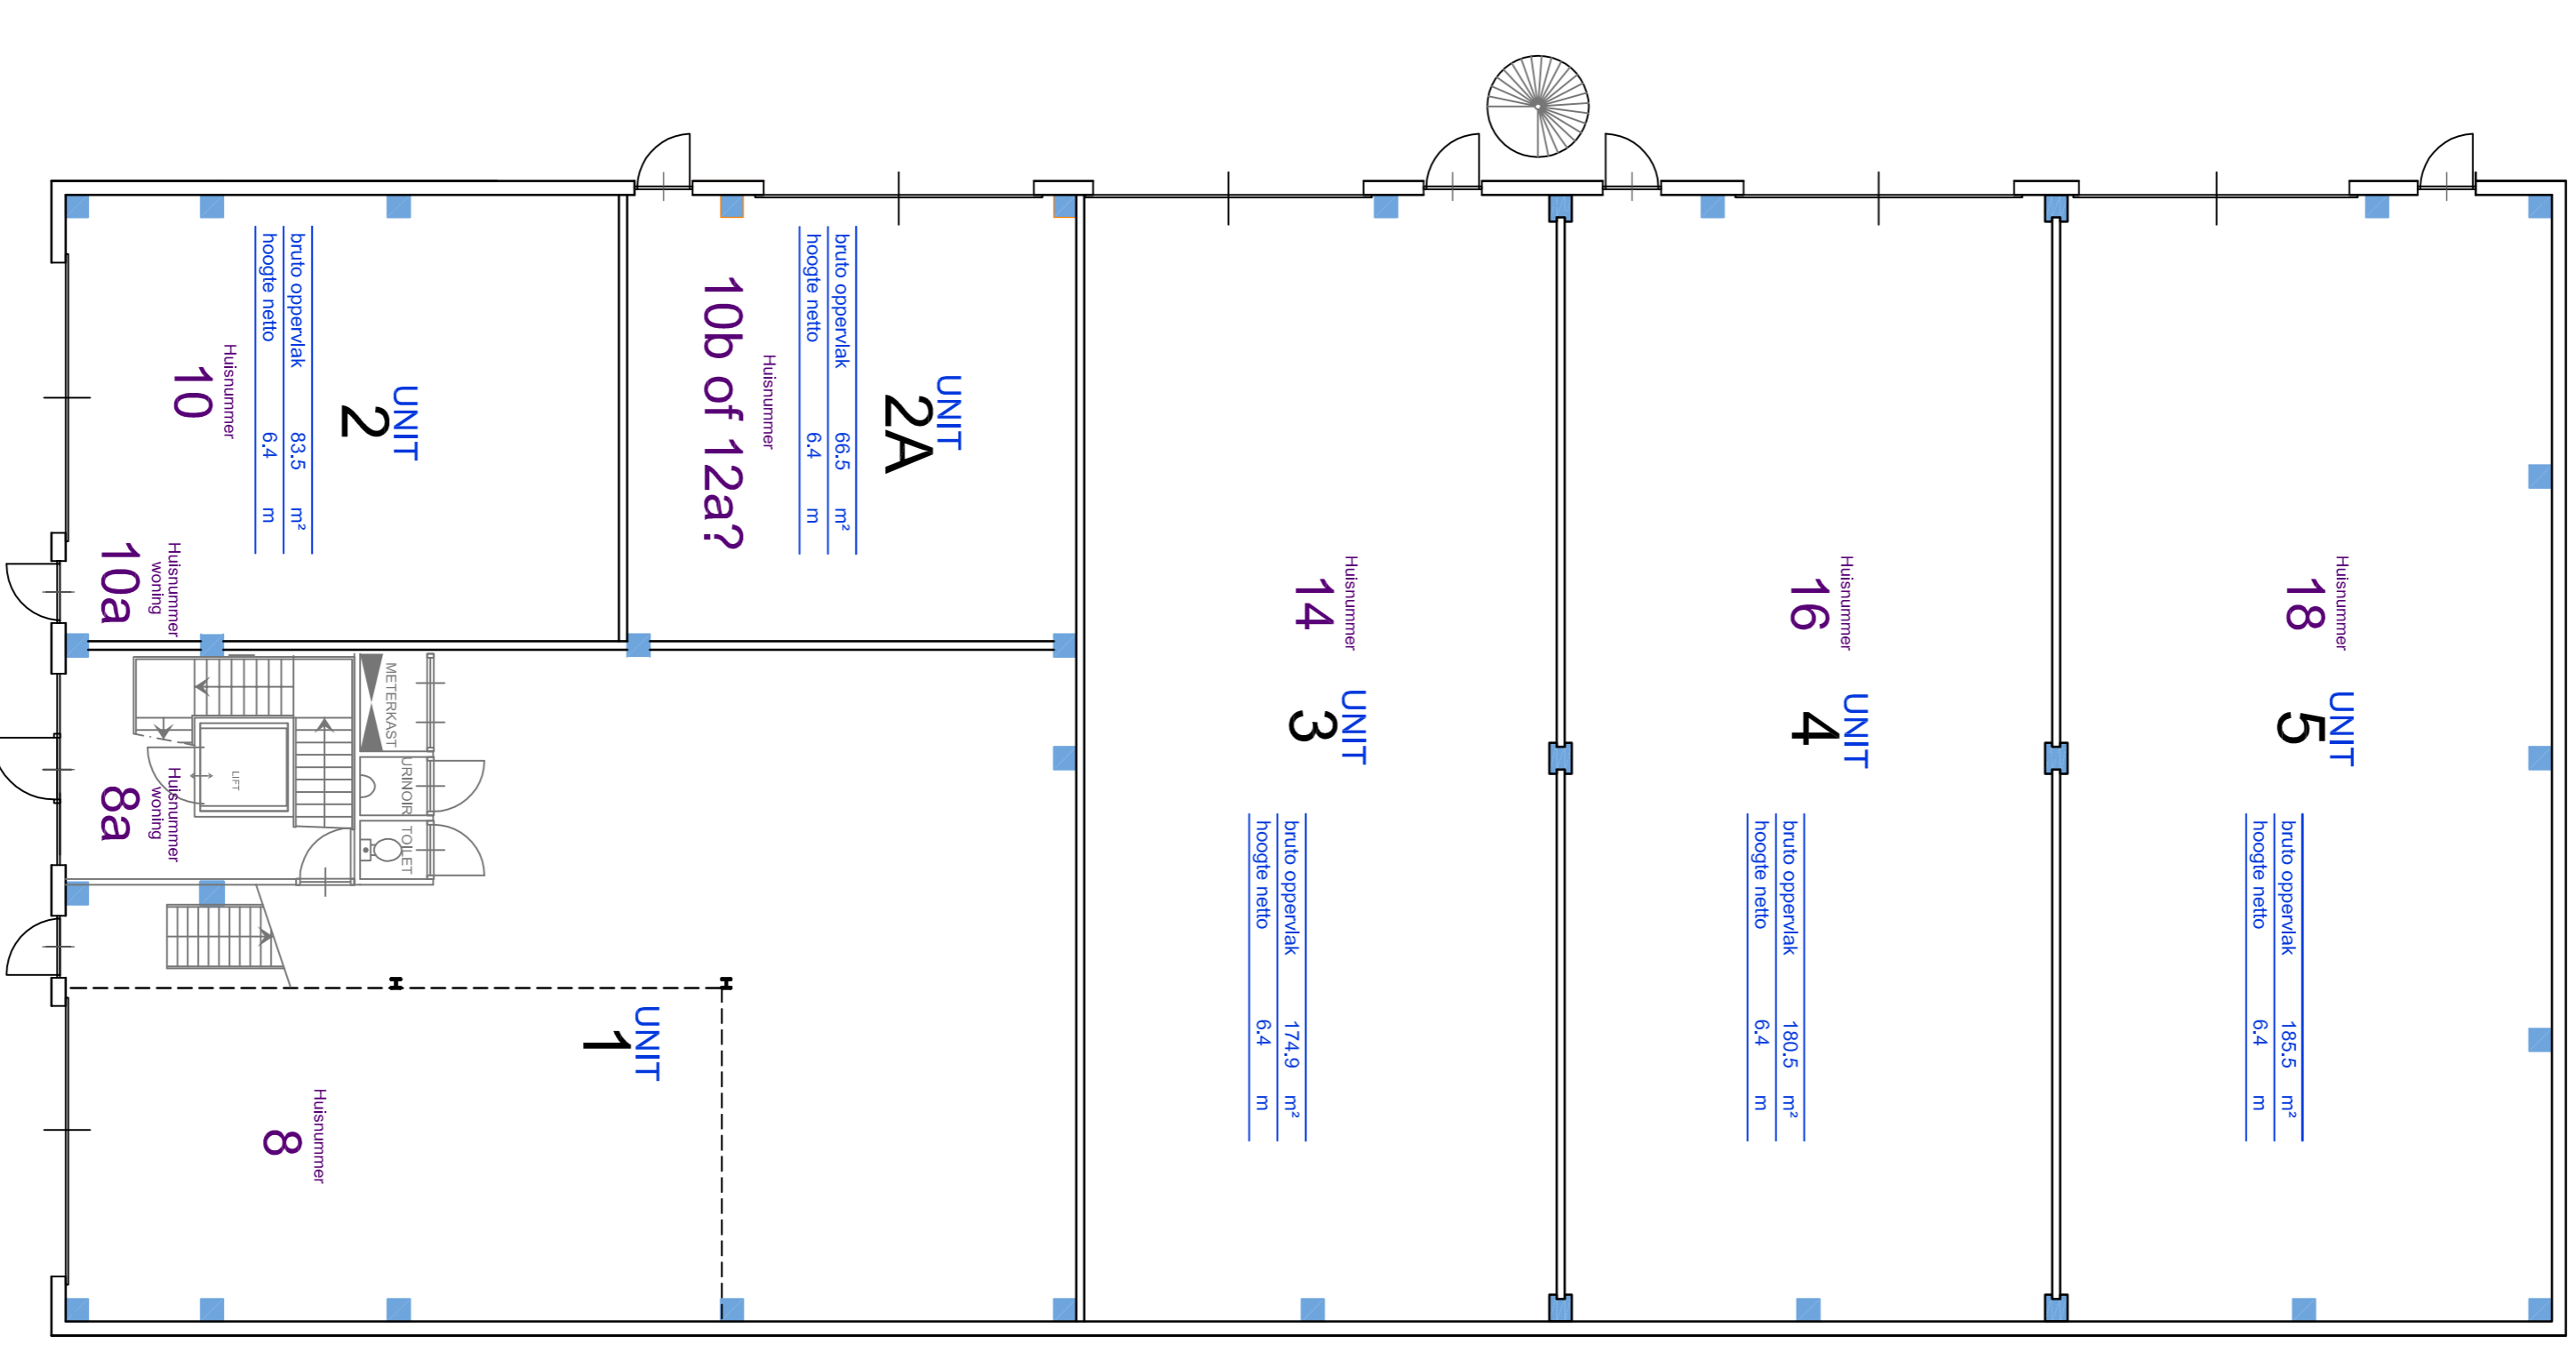 UNIT
2
bruto oppervlak 83.5 m²
hoogte netto 6.4 m
Huisnummer
10
Huisnummer
woning
10a
UNIT
2A
bruto oppervlak 66.5 m²
hoogte netto 6.4 m
Huisnummer
10b of 12a?
Huisnummer
14
UNIT
3
bruto oppervlak 174.9 m²
hoogte netto 6.4 m
Huisnummer
16
UNIT
4
bruto oppervlak 180.5 m²
hoogte netto 6.4 m
Huisnummer
18
UNIT
5
bruto oppervlak 185.5 m²
hoogte netto 6.4 m
METERKAST
URINOIR
TOILET
LIFT
Huisnummer
woning
8a
UNIT
1
Huisnummer
8